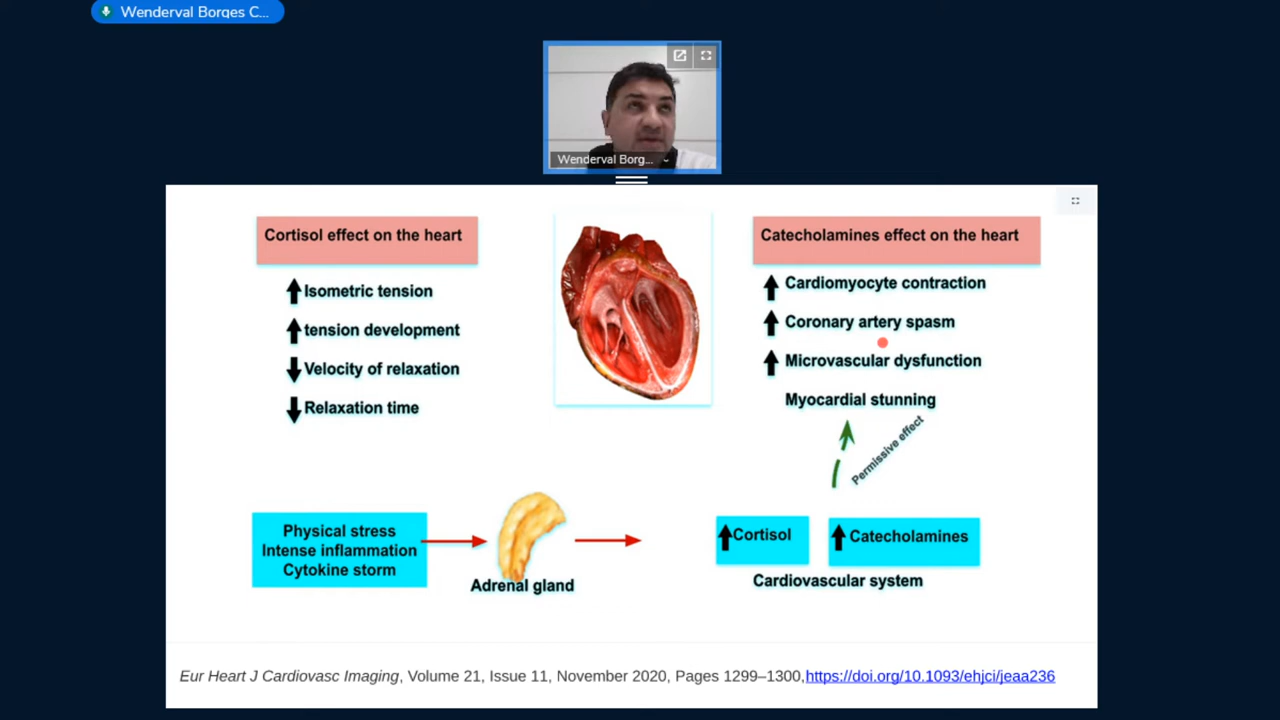 Wenderval Borges C...
Wenderval Borg...
Cortisol effect on the heart
Isometric tension
tension development
Velocity of relaxation
Relaxation time
Catecholamines effect on the heart
Cardiomyocyte contraction
Coronary artery spasm
Microvascular dysfunction
Myocardial stunning
Permissive effect
Physical stress
Intense inflammation
Cytokine storm
Adrenal gland
Cortisol
Catecholamines
Cardiovascular system
Eur Heart J Cardiovasc Imaging, Volume 21, Issue 11, November 2020, Pages 1299–1300,https://doi.org/10.1093/ehjci/jeaa236